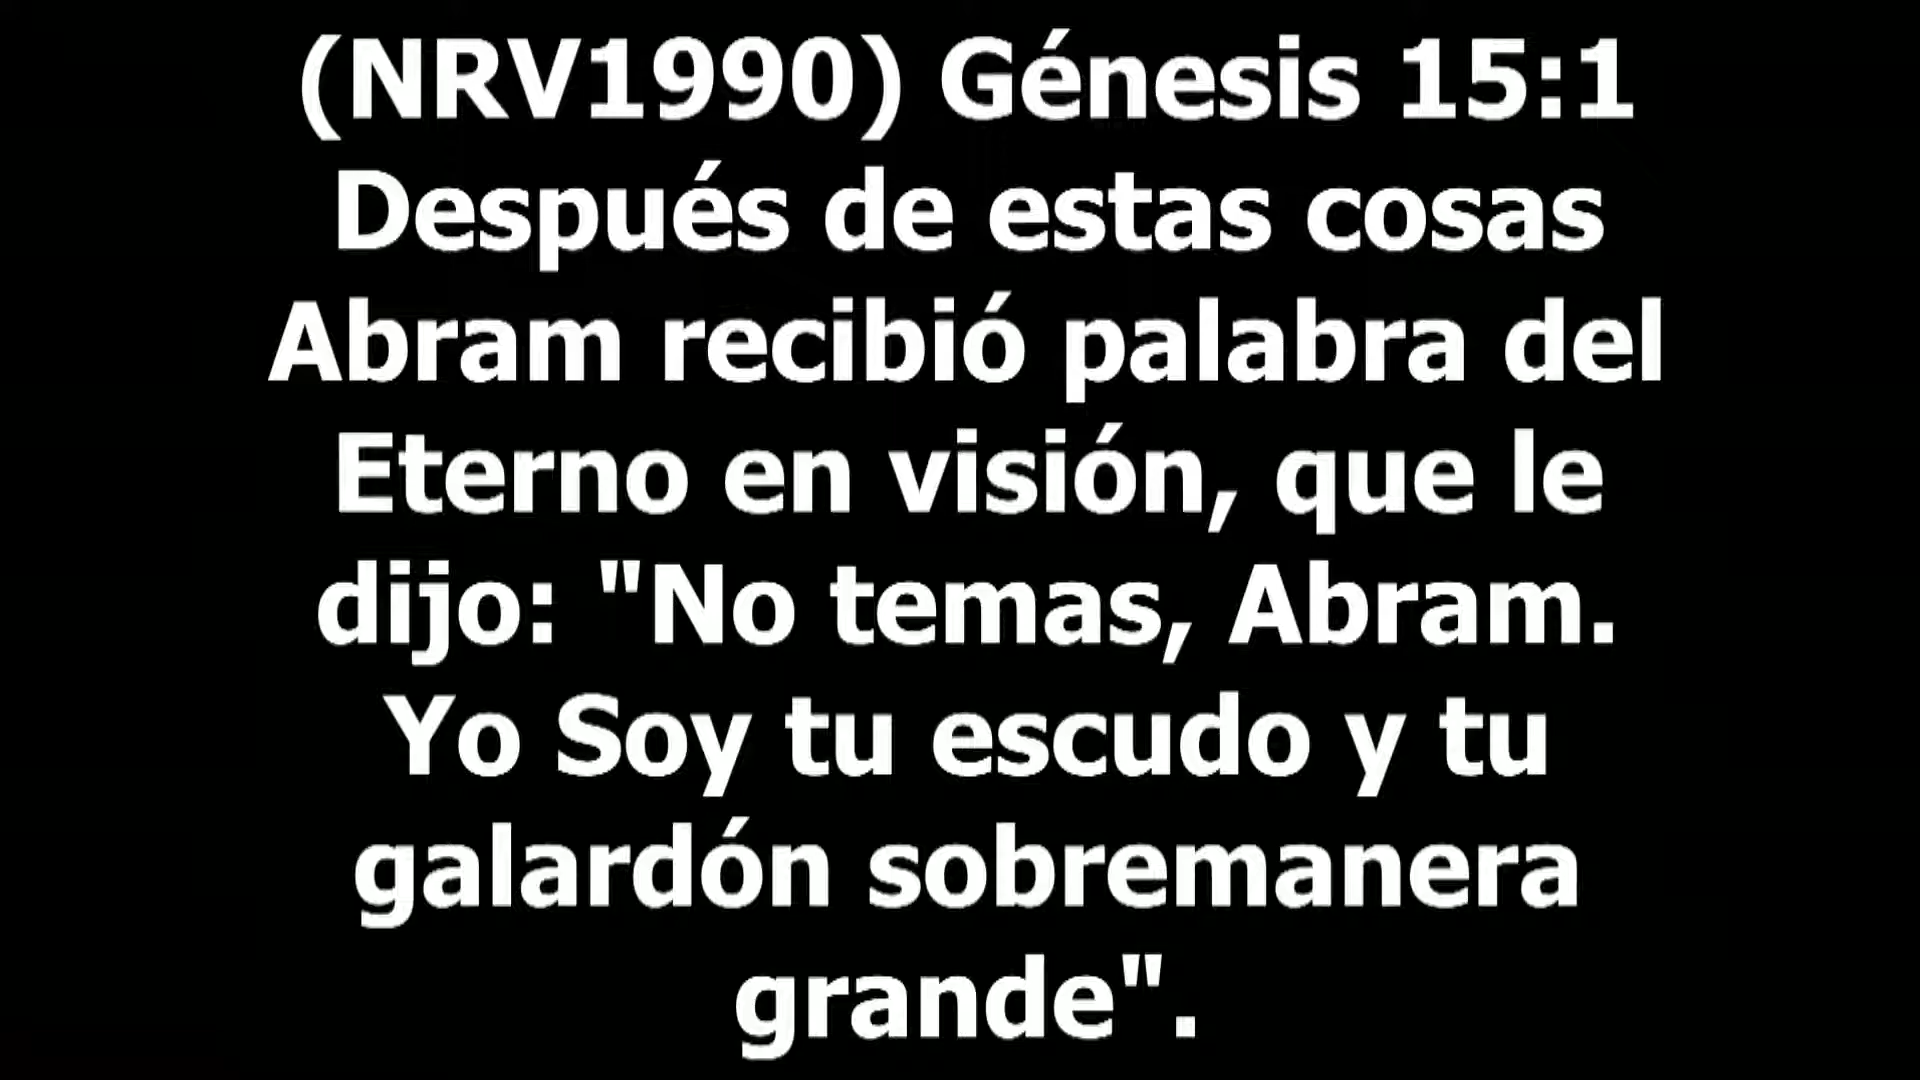 (NRV1990) Génesis 15:1
Después de estas cosas
Abram recibió palabra del
Eterno en visión, que le
dijo: "No temas, Abram.
Yo Soy tu escudo y tu
galardón sobremanera
grande".